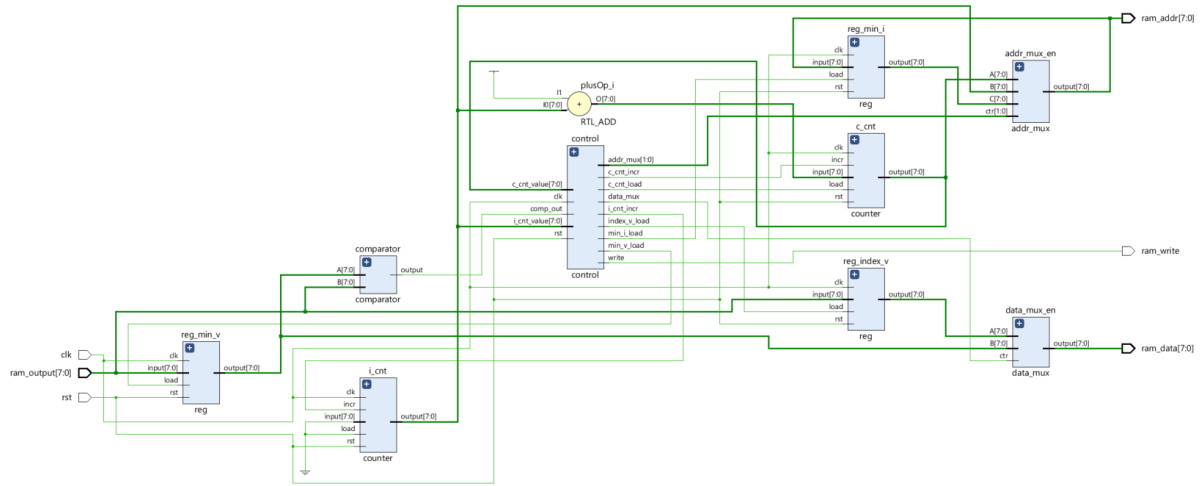 ram_addr[7:0]
reg_min_i
clk
input[7:0]
load
rst
output[7:0]
reg
addr_mux_en
A[7:0]
B[7:0]
C[7:0]
ctr[1:0]
output[7:0]
addr_mux
plusOp_i
I1
I0[7:0]
+
O[7:0]
RTL_ADD
c_cnt
clk
incr
input[7:0]
load
rst
output[7:0]
counter
control
c_cnt_value[7:0]
clk
comp_out
i_cnt_value[7:0]
rst
addr_mux[1:0]
c_cnt_incr
c_cnt_load
data_mux
i_cnt_incr
index_v_load
min_i_load
min_v_load
write
control
ram_write
comparator
A[7:0]
B[7:0]
output
comparator
reg_index_v
clk
input[7:0]
load
rst
output[7:0]
reg
data_mux_en
A[7:0]
B[7:0]
ctr
output[7:0]
data_mux
ram_data[7:0]
clk
ram_output[7:0]
rst
reg_min_v
clk
input[7:0]
load
rst
output[7:0]
reg
i_cnt
clk
incr
input[7:0]
load
rst
output[7:0]
counter